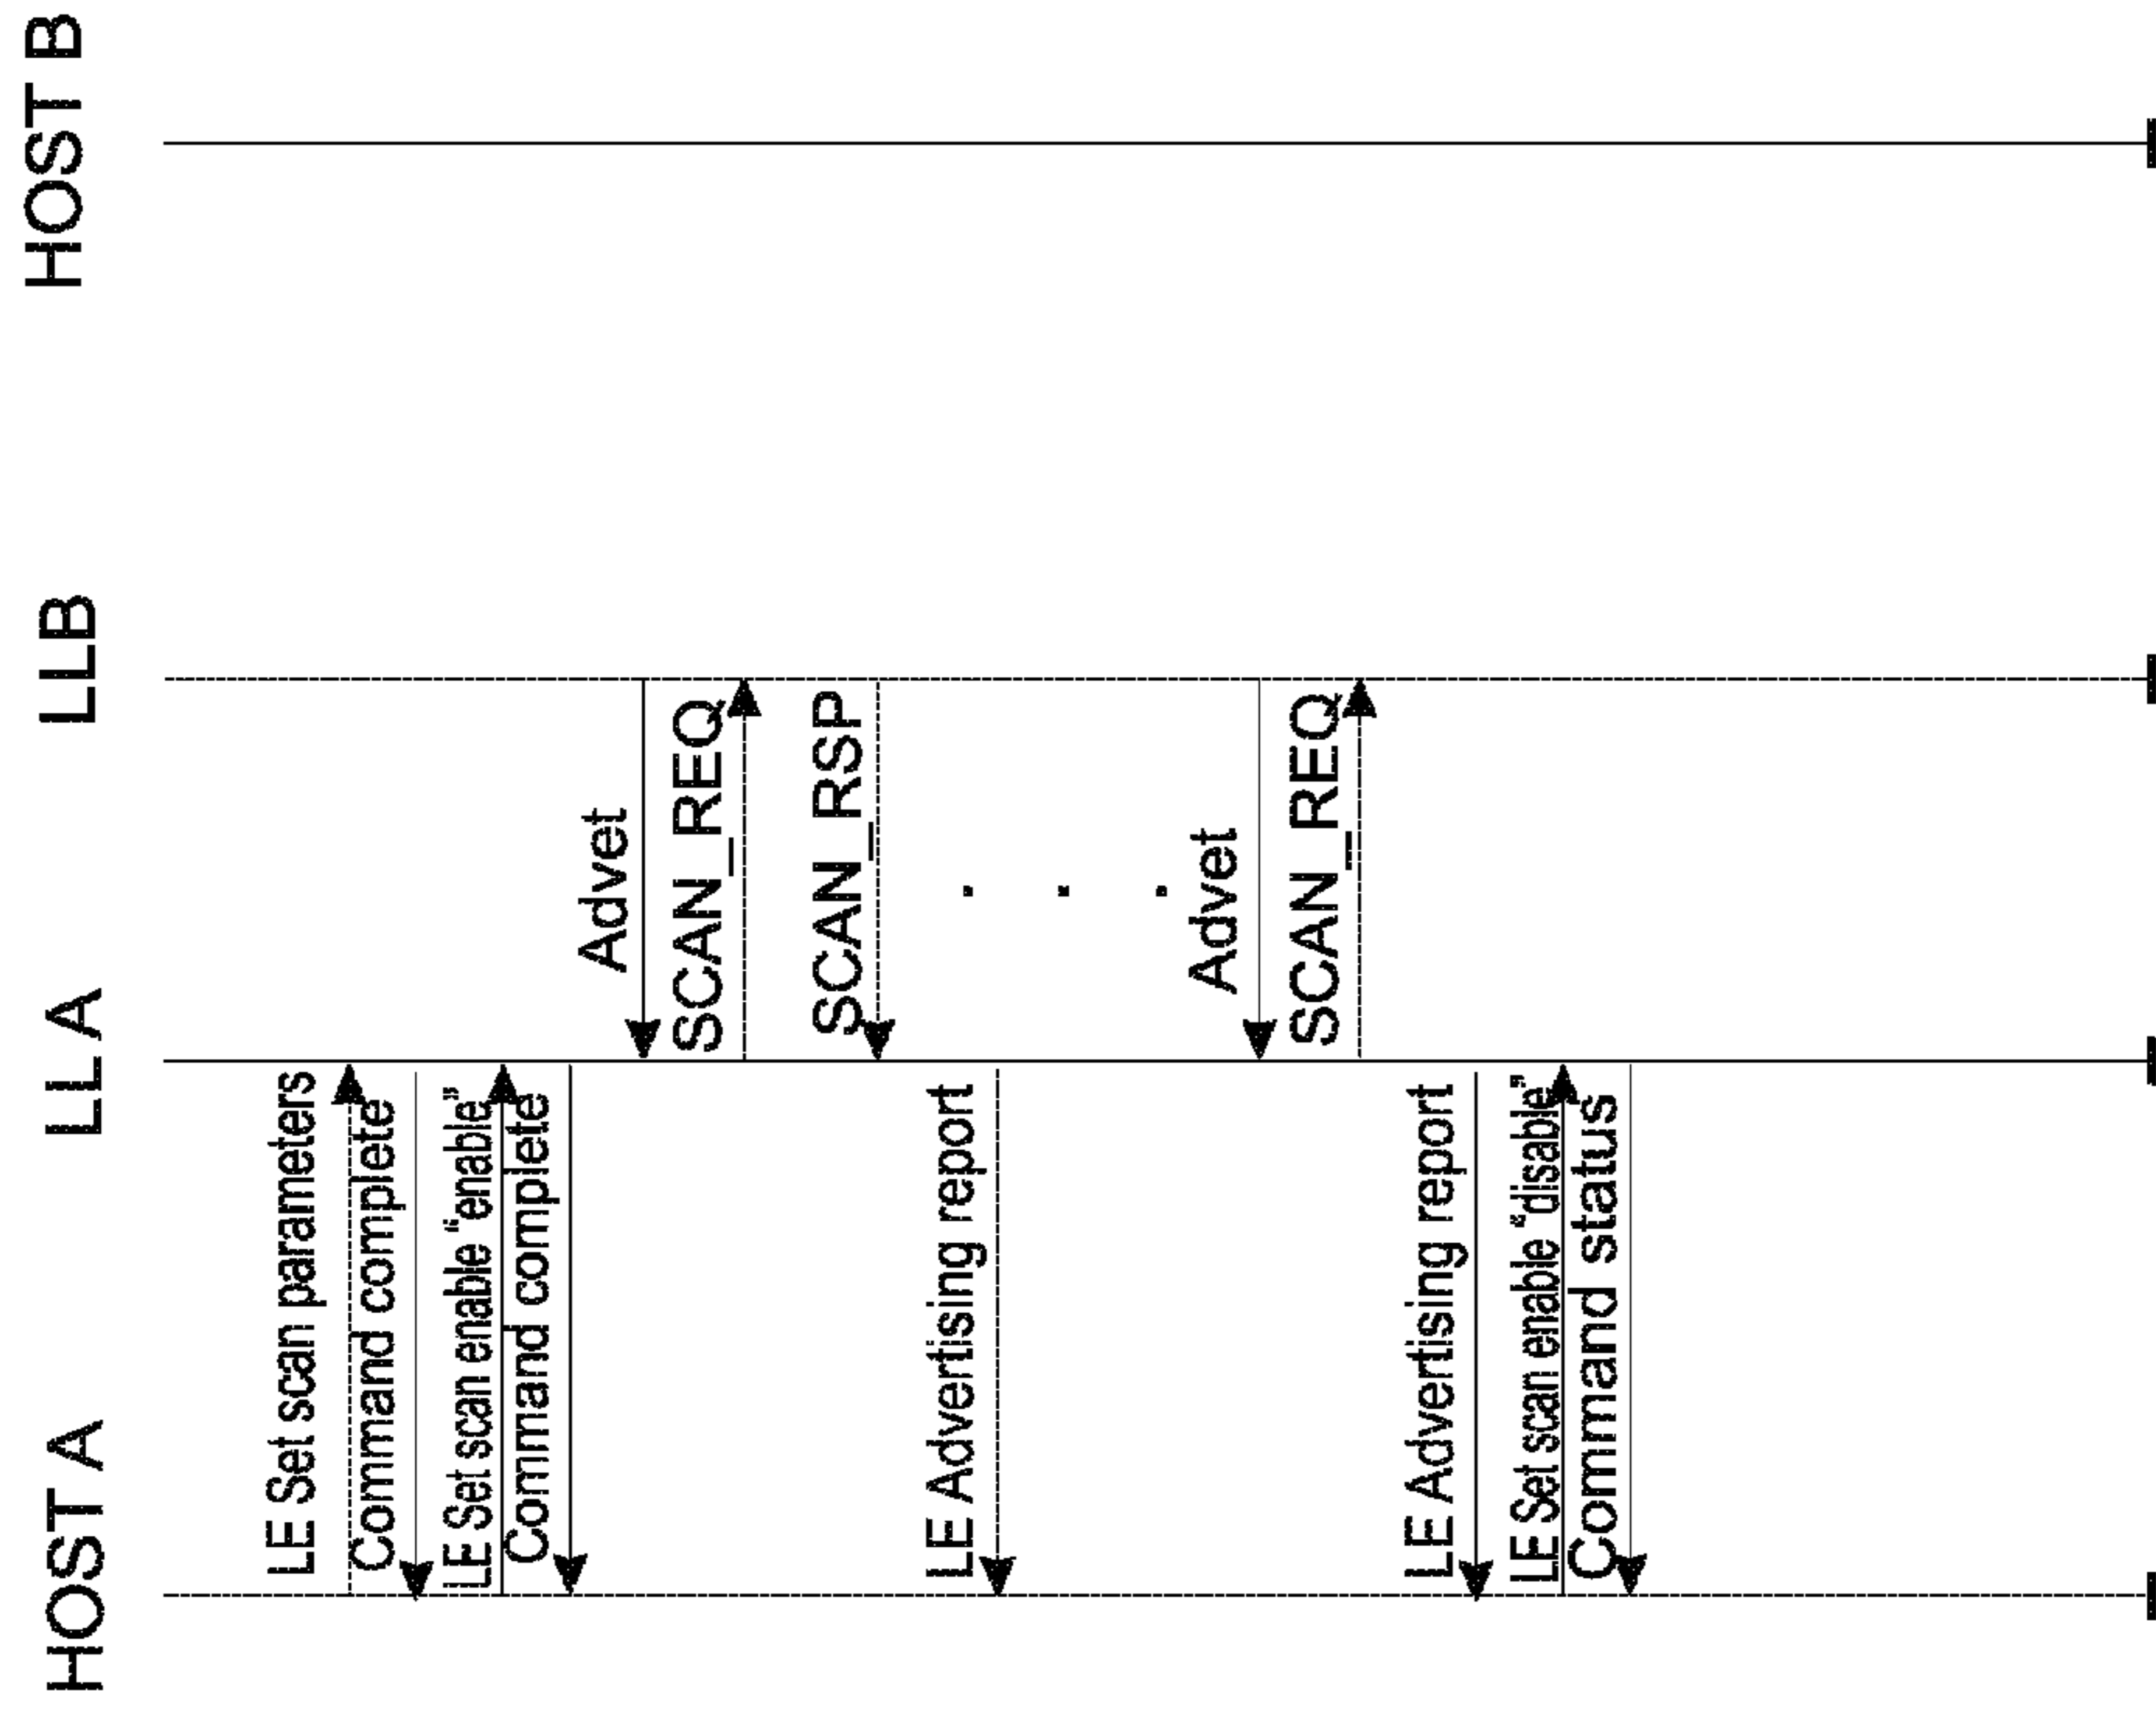 HOST A
LL A
LLB
HOST B
LE Set scan parameters
Command complete
LE Set scan enable “enable”
Command complete
Advet
SCAN_REQ
SCAN_RSP
LE Advertising report
. . .
Advet
SCAN_REQ
LE Advertising report
LE Set scan enable “disable”
Command status